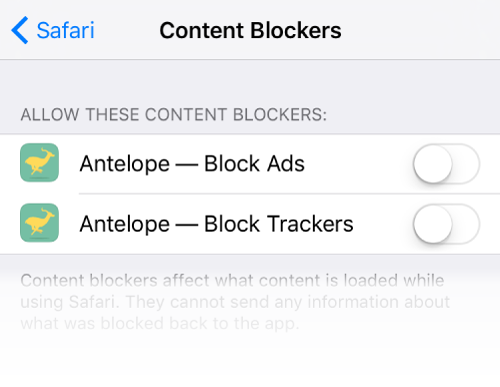 Safari
Content Blockers
ALLOW THESE CONTENT BLOCKERS:
Antelope — Block Ads
Antelope — Block Trackers
Content blockers affect what content is loaded while
using Safari. They cannot send any information about
what was blocked back to the app.